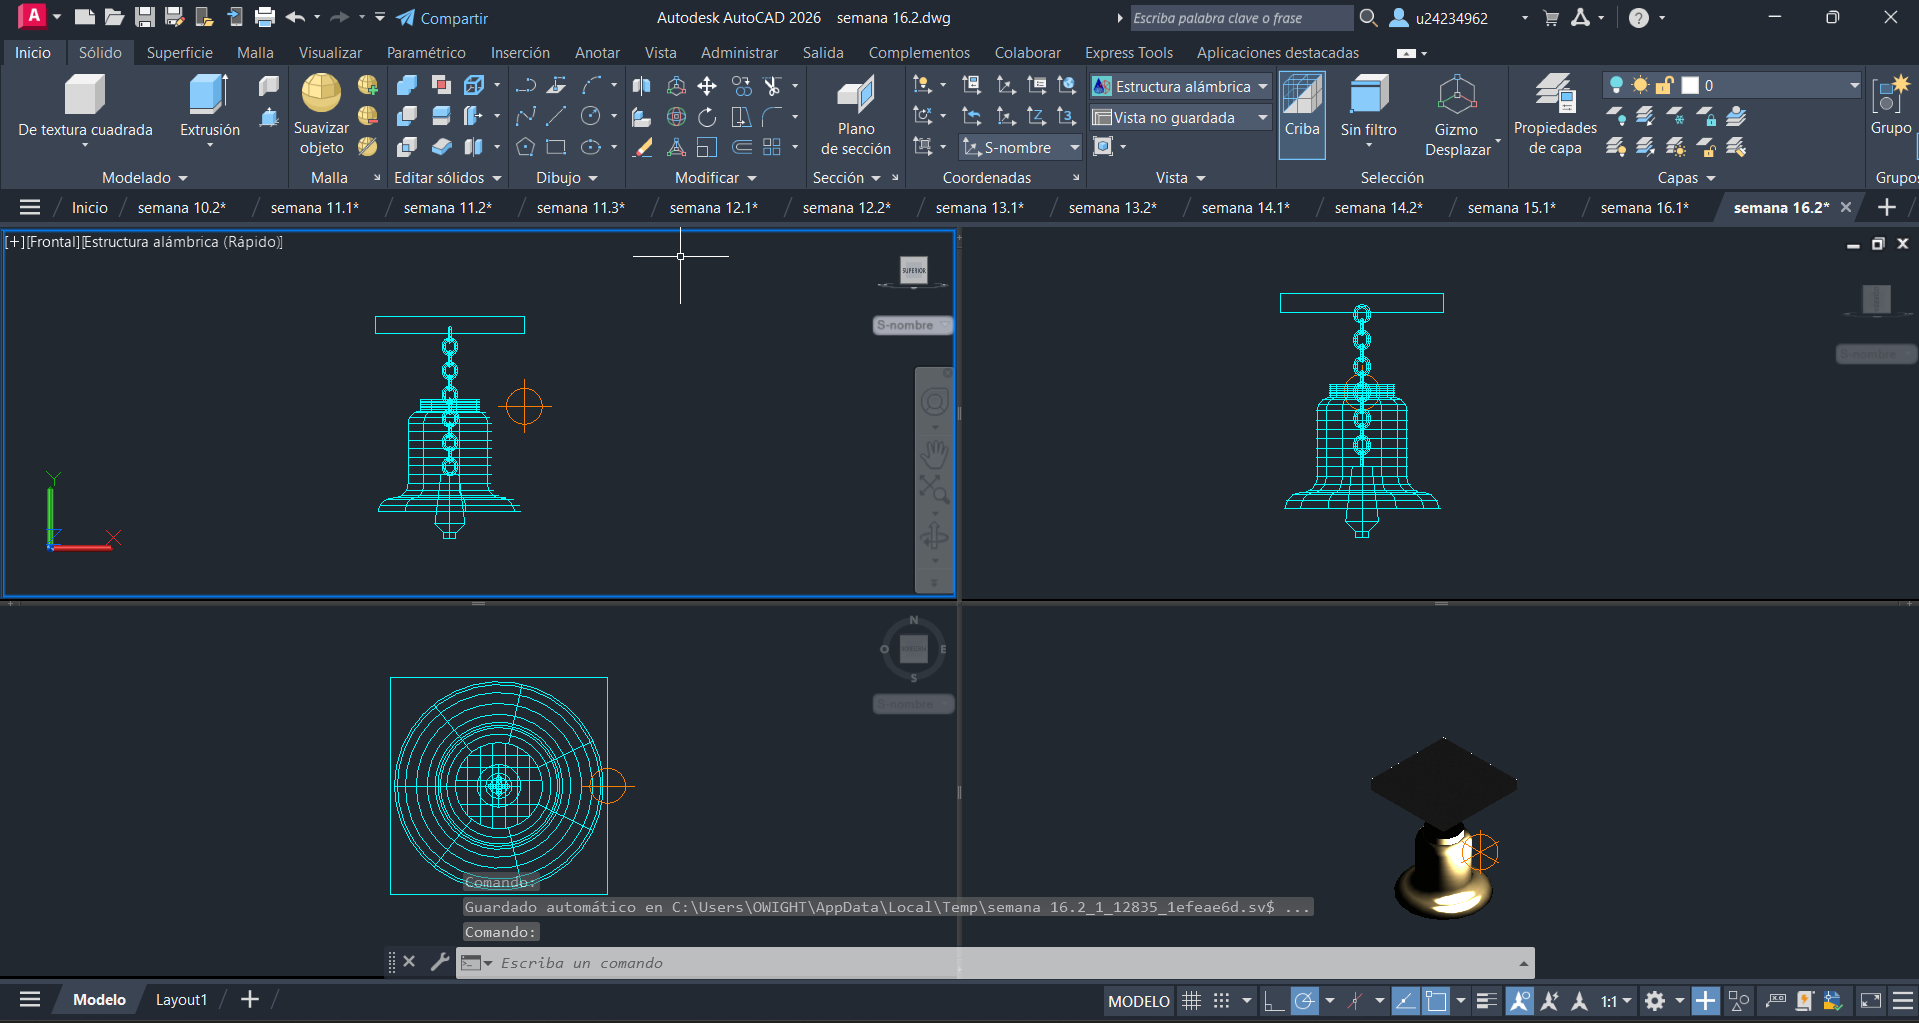 A
Compartir
Autodesk AutoCAD 2026 semana 16.2.dwg
Escriba palabra clave o frase
u24234962
?
Inicio Sólido Superficie Malla Visualizar Paramétrico Inserción Anotar Vista Administrar Salida Complementos Colaborar Express Tools Aplicaciones destacadas
De textura cuadrada
Extrusión
Suavizar
objeto
Plano
de sección
S-nombre
Estructura alámbrica
Vista no guardada
Criba
Sin filtro
Gizmo
Desplazar
Propiedades
de capa
0
Grupo
Modelado Malla Editar sólidos Dibujo Modificar Sección Coordenadas Vista Selección Capas Grupos
Inicio semana 10.2* semana 11.1* semana 11.2* semana 11.3* semana 12.1* semana 12.2* semana 13.1* semana 13.2* semana 14.1* semana 14.2* semana 15.1* semana 16.1* semana 16.2*
[+][Frontal][Estructura alámbrica (Rápido)]
SUPERIOR
S-nombre
S-nombre
Y
Z
X
N
O E
S
S-nombre
Comando:
Guardado automático en C:\Users\OWIGHT\AppData\Local\Temp\semana 16.2_1_12835_1efeae6d.sv$ ...
Comando:
Escriba un comando
Modelo Layout1
MODELO
1:1